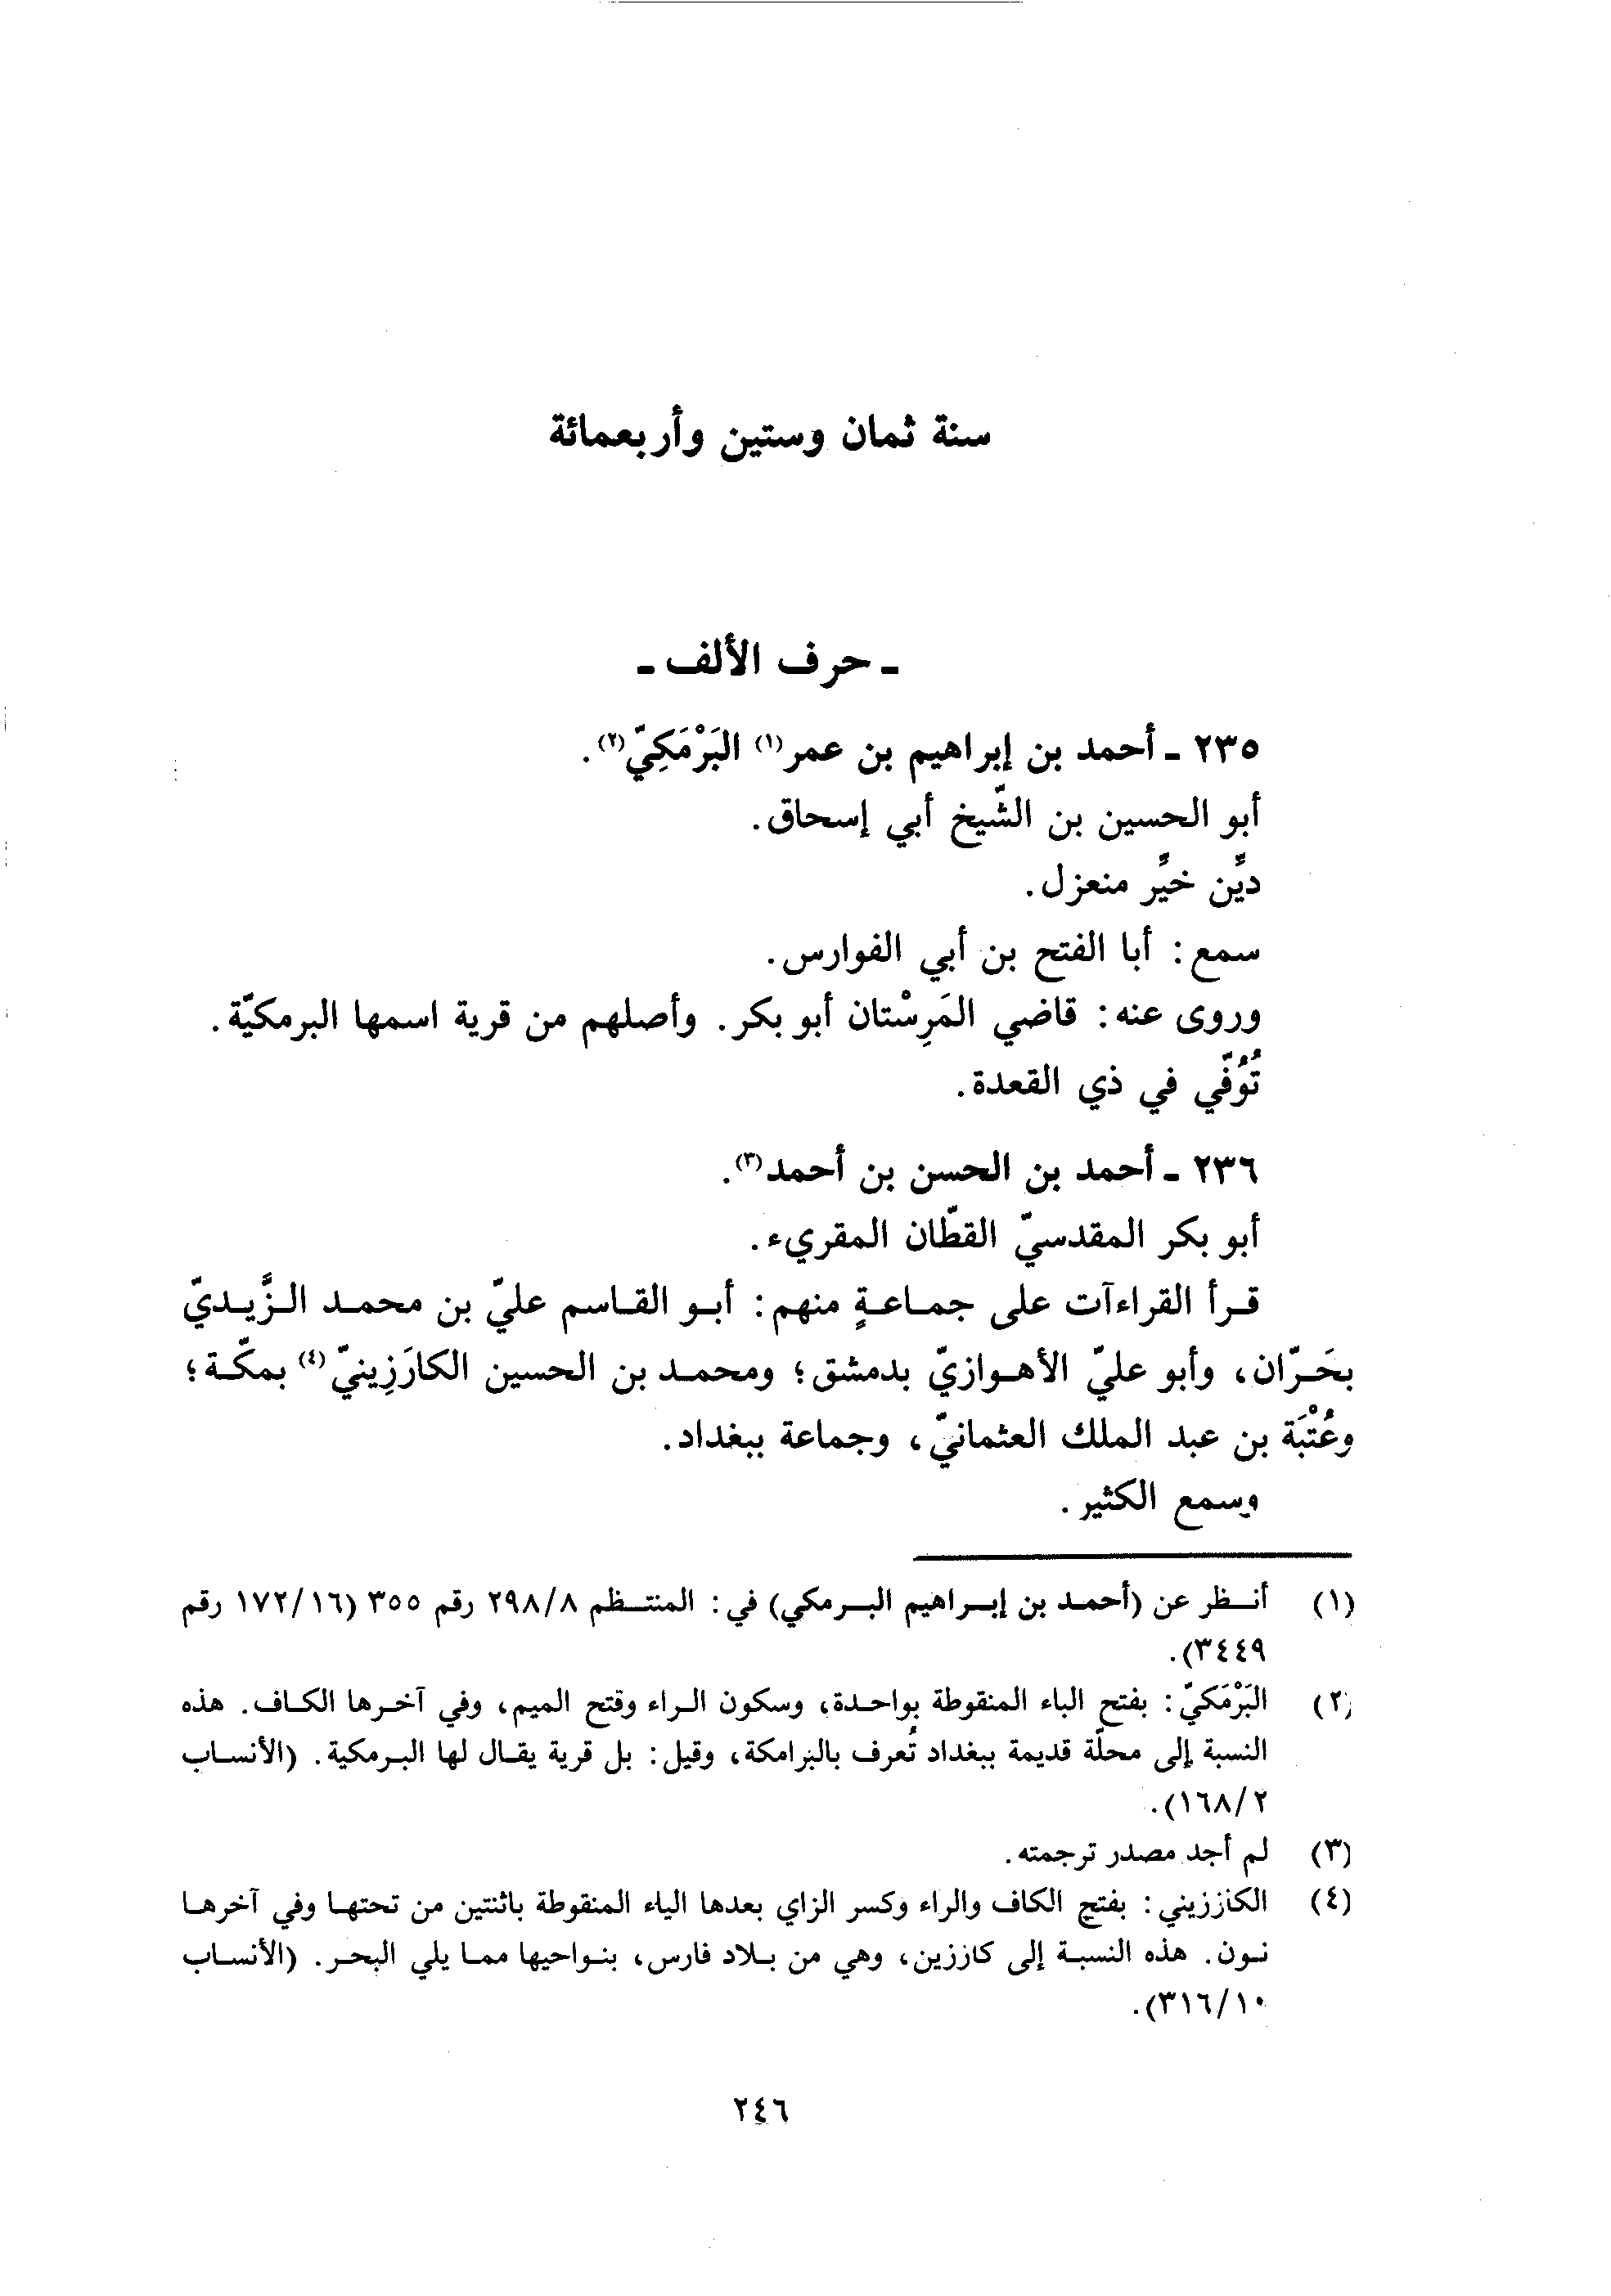 سنة ثمان وستين وأربعمائة
ـ حرف الألف ـ
٢٣٥ ـ أحمد بن إبراهيم بن عمر(١) البَرْمَكِيّ(٢).
أبو الحسين بن الشّيخ أبي إسحاق.
ديِّن خيِّر منعزل.
سمع: أبا الفتح بن أبي الفوارس.
وروى عنه: قاضي المَرِسْتان أبو بكر. وأصلهم من قرية اسمها البرمكيّة.
تُوُفّي في ذي القعدة.
٢٣٦ ـ أحمد بن الحسن بن أحمد(٣).
أبو بكر المقدسيّ القطّان المقريء.
قرأ القراءآت على جماعةٍ منهم: أبو القاسم عليّ بن محمد الزَّيديّ
بحَرّان، وأبو عليّ الأهوازيّ بدمشق؛ ومحمد بن الحسين الكارَزِينيّ(٤) بمكّة؛
وعُتْبَة بن عبد الملك العثمانيّ، وجماعة ببغداد.
وسمع الكثير.
(١) أنظر عن (أحمد بن إبراهيم البرمكي) في: المنتظم ٢٩٨/٨ رقم ٣٥٥ (١٧٢/١٦ رقم
٣٤٤٩).
(٢) البَرْمَكيّ: بفتح الباء المنقوطة بواحدة، وسكون الراء وفتح الميم، وفي آخرها الكاف. هذه
النسبة إلى محلّة قديمة ببغداد تُعرف بالبرامكة، وقيل: بل قرية يقال لها البرمكية. (الأنساب
١٦٨/٢).
(٣) لم أجد مصدر ترجمته.
(٤) الكارزيني: بفتح الكاف والراء وكسر الزاي بعدها الياء المنقوطة باثنتين من تحتها وفي آخرها
نون. هذه النسبة إلى كارزين، وهي من بلاد فارس، بنواحيها مما يلي البحر. (الأنساب
٣١٦/١٠).
٢٤٦